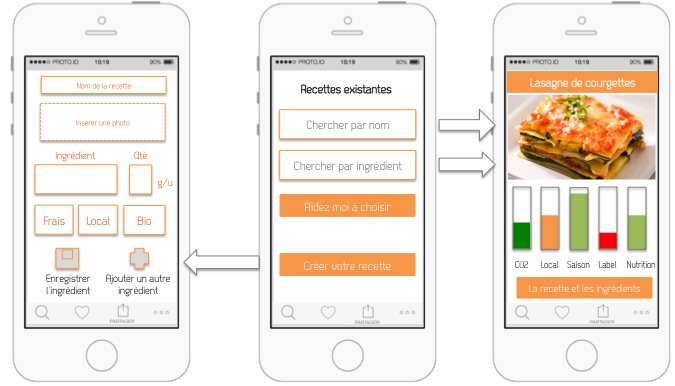 PROTO.IO 10:19 90%
Nom de la recette
Insérer une photo
Ingrédient Qté
g/u
Frais Local Bio
Enregistrer
l'ingrédient
Ajouter un autre
ingrédient
PARTAGER
PROTO.IO 10:19 90%
Recettes existantes
Chercher par nom
Chercher par ingrédient
Aidez moi à choisir
Créer votre recette
PARTAGER
PROTO.IO 10:19 90%
Lasagne de courgettes
CO2 Local Saison Label Nutrition
La recette et les ingrédients
PARTAGER